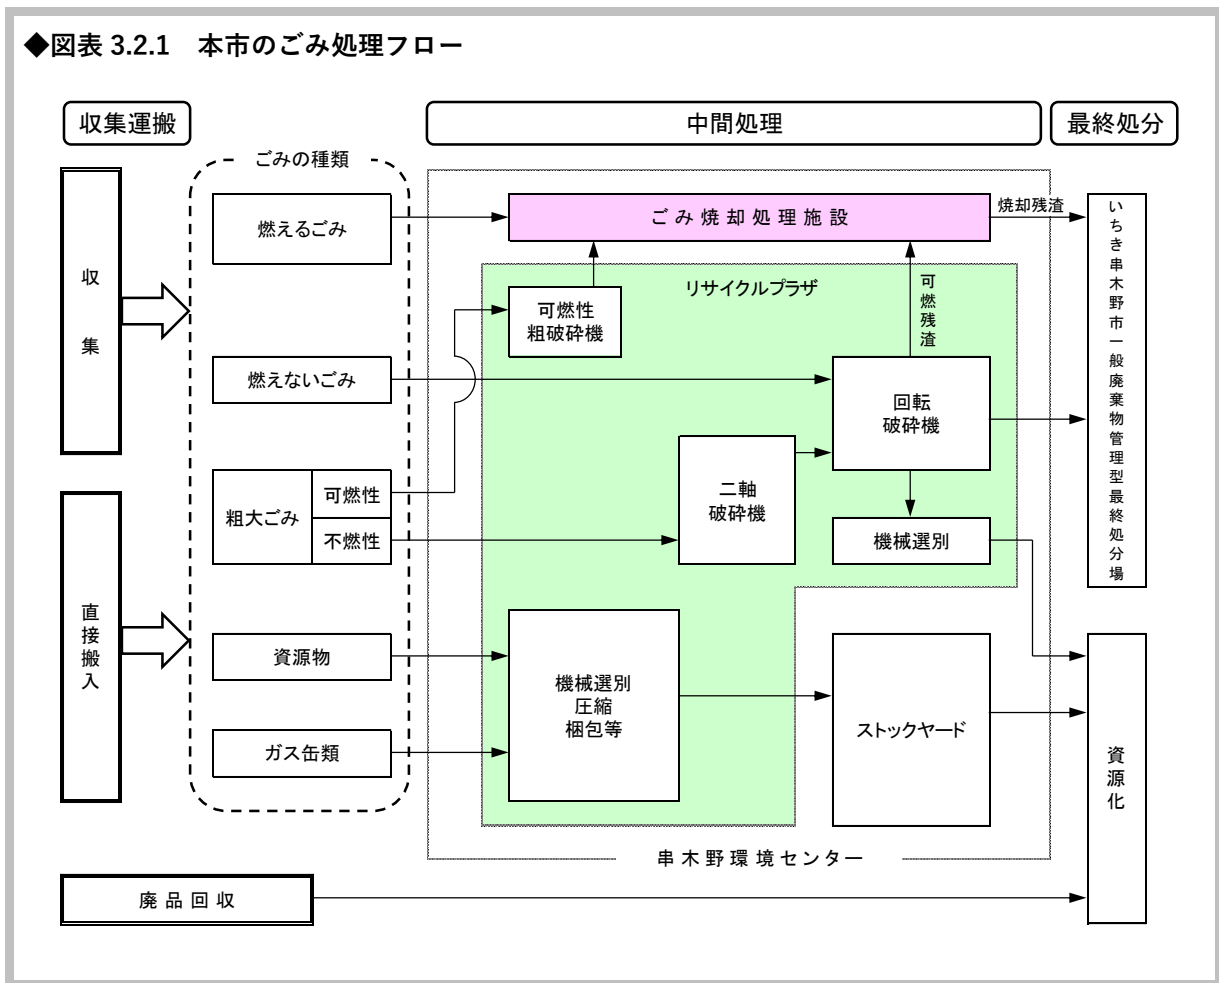 ◆図表 3.2.1　本市のごみ処理フロー
収集運搬
中間処理
最終処分
ごみの種類
収集
直接搬入
燃えるごみ
燃えないごみ
粗大ごみ
可燃性
不燃性
資源物
ガス缶類
ごみ焼却処理施設
焼却残渣
リサイクルプラザ
可燃性
粗破砕機
可燃残渣
回転
破砕機
二軸
破砕機
機械選別
機械選別
圧縮
梱包等
ストックヤード
串木野環境センター
いちき串木野市一般廃棄物管理型最終処分場
資源化
廃品回収